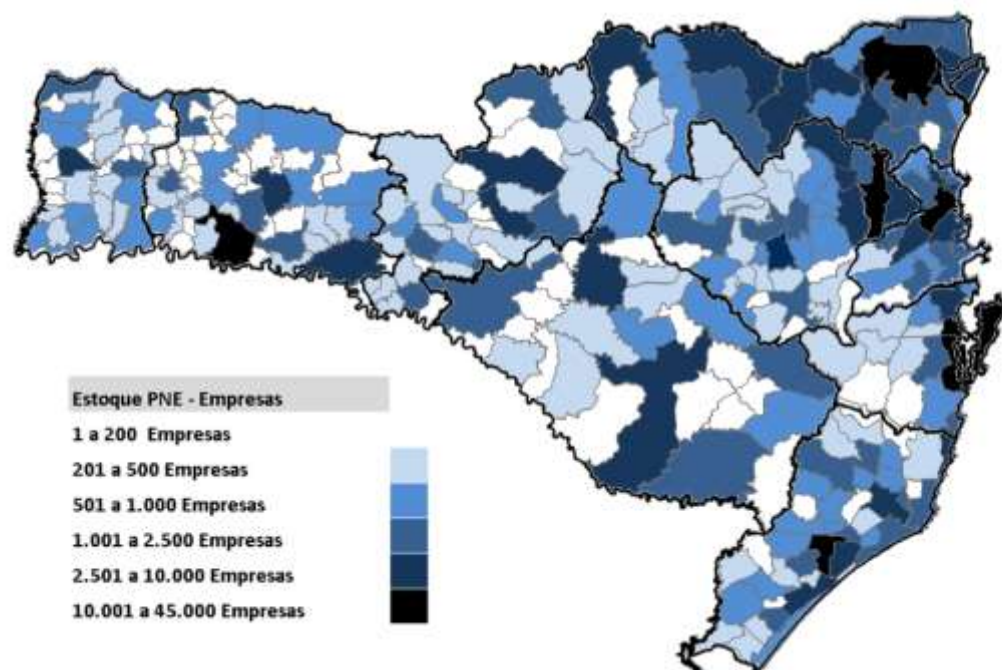 Estoque PNE - Empresas
1 a 200 Empresas
201 a 500 Empresas
501 a 1.000 Empresas
1.001 a 2.500 Empresas
2.501 a 10.000 Empresas
10.001 a 45.000 Empresas